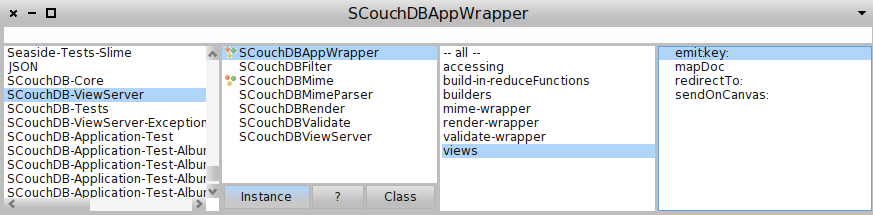 SCouchDBAppWrapper
Seaside-Tests-Slime
JSON
SCouchDB-Core
SCouchDB-ViewServer
SCouchDB-Tests
SCouchDB-ViewServer-Exception
SCouchDB-Application-Test
SCouchDB-Application-Test-Albur
SCouchDB-Application-Test-Albur
SCouchDB-Application-Test-Albur
SCouchDB-Application-Test-Albur
SCouchDBAppWrapper
SCouchDBFilter
SCouchDBMime
SCouchDBMimeParser
SCouchDBRender
SCouchDBValidate
SCouchDBViewServer
Instance
?
Class
-- all --
accessing
build-in-reduceFunctions
builders
mime-wrapper
render-wrapper
validate-wrapper
views
emit:key:
mapDoc
redirectTo:
sendOnCanvas: